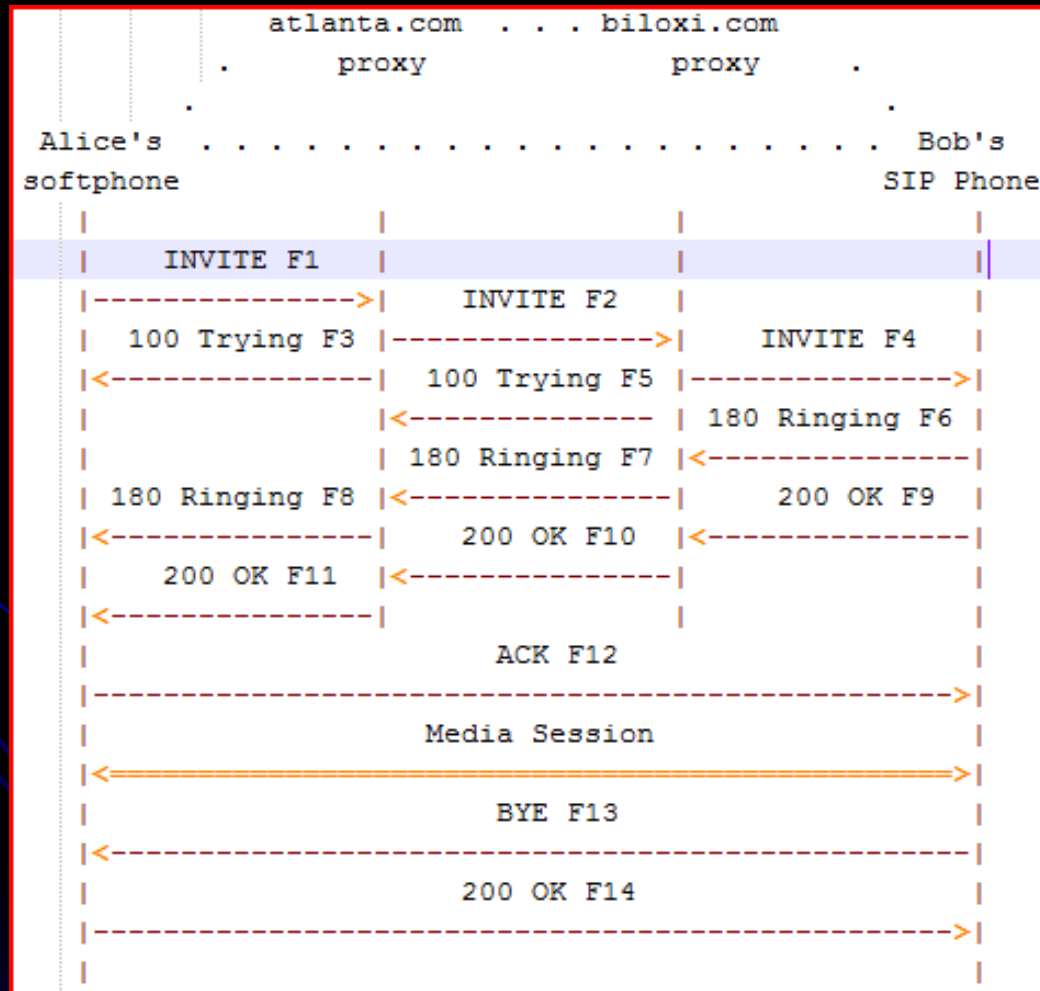 atlanta.com . . . biloxi.com
. proxy proxy .
. .
Alice's . . . . . . . . . . . . . . . . . . . . Bob's
softphone SIP Phone
| | | |
| INVITE F1 | | |
|--------------->| INVITE F2 | |
| 100 Trying F3 |--------------->| INVITE F4 |
|<---------------| 100 Trying F5 |--------------->|
| |<-------------- | 180 Ringing F6 |
| | 180 Ringing F7 |<---------------|
| 180 Ringing F8 |<---------------| 200 OK F9 |
|<---------------| 200 OK F10 |<---------------|
| 200 OK F11 |<---------------| |
|<---------------| | |
| ACK F12 |
|------------------------------------------------->|
| Media Session |
|<================================================>|
| BYE F13 |
|<-------------------------------------------------|
| 200 OK F14 |
|------------------------------------------------->|
| |